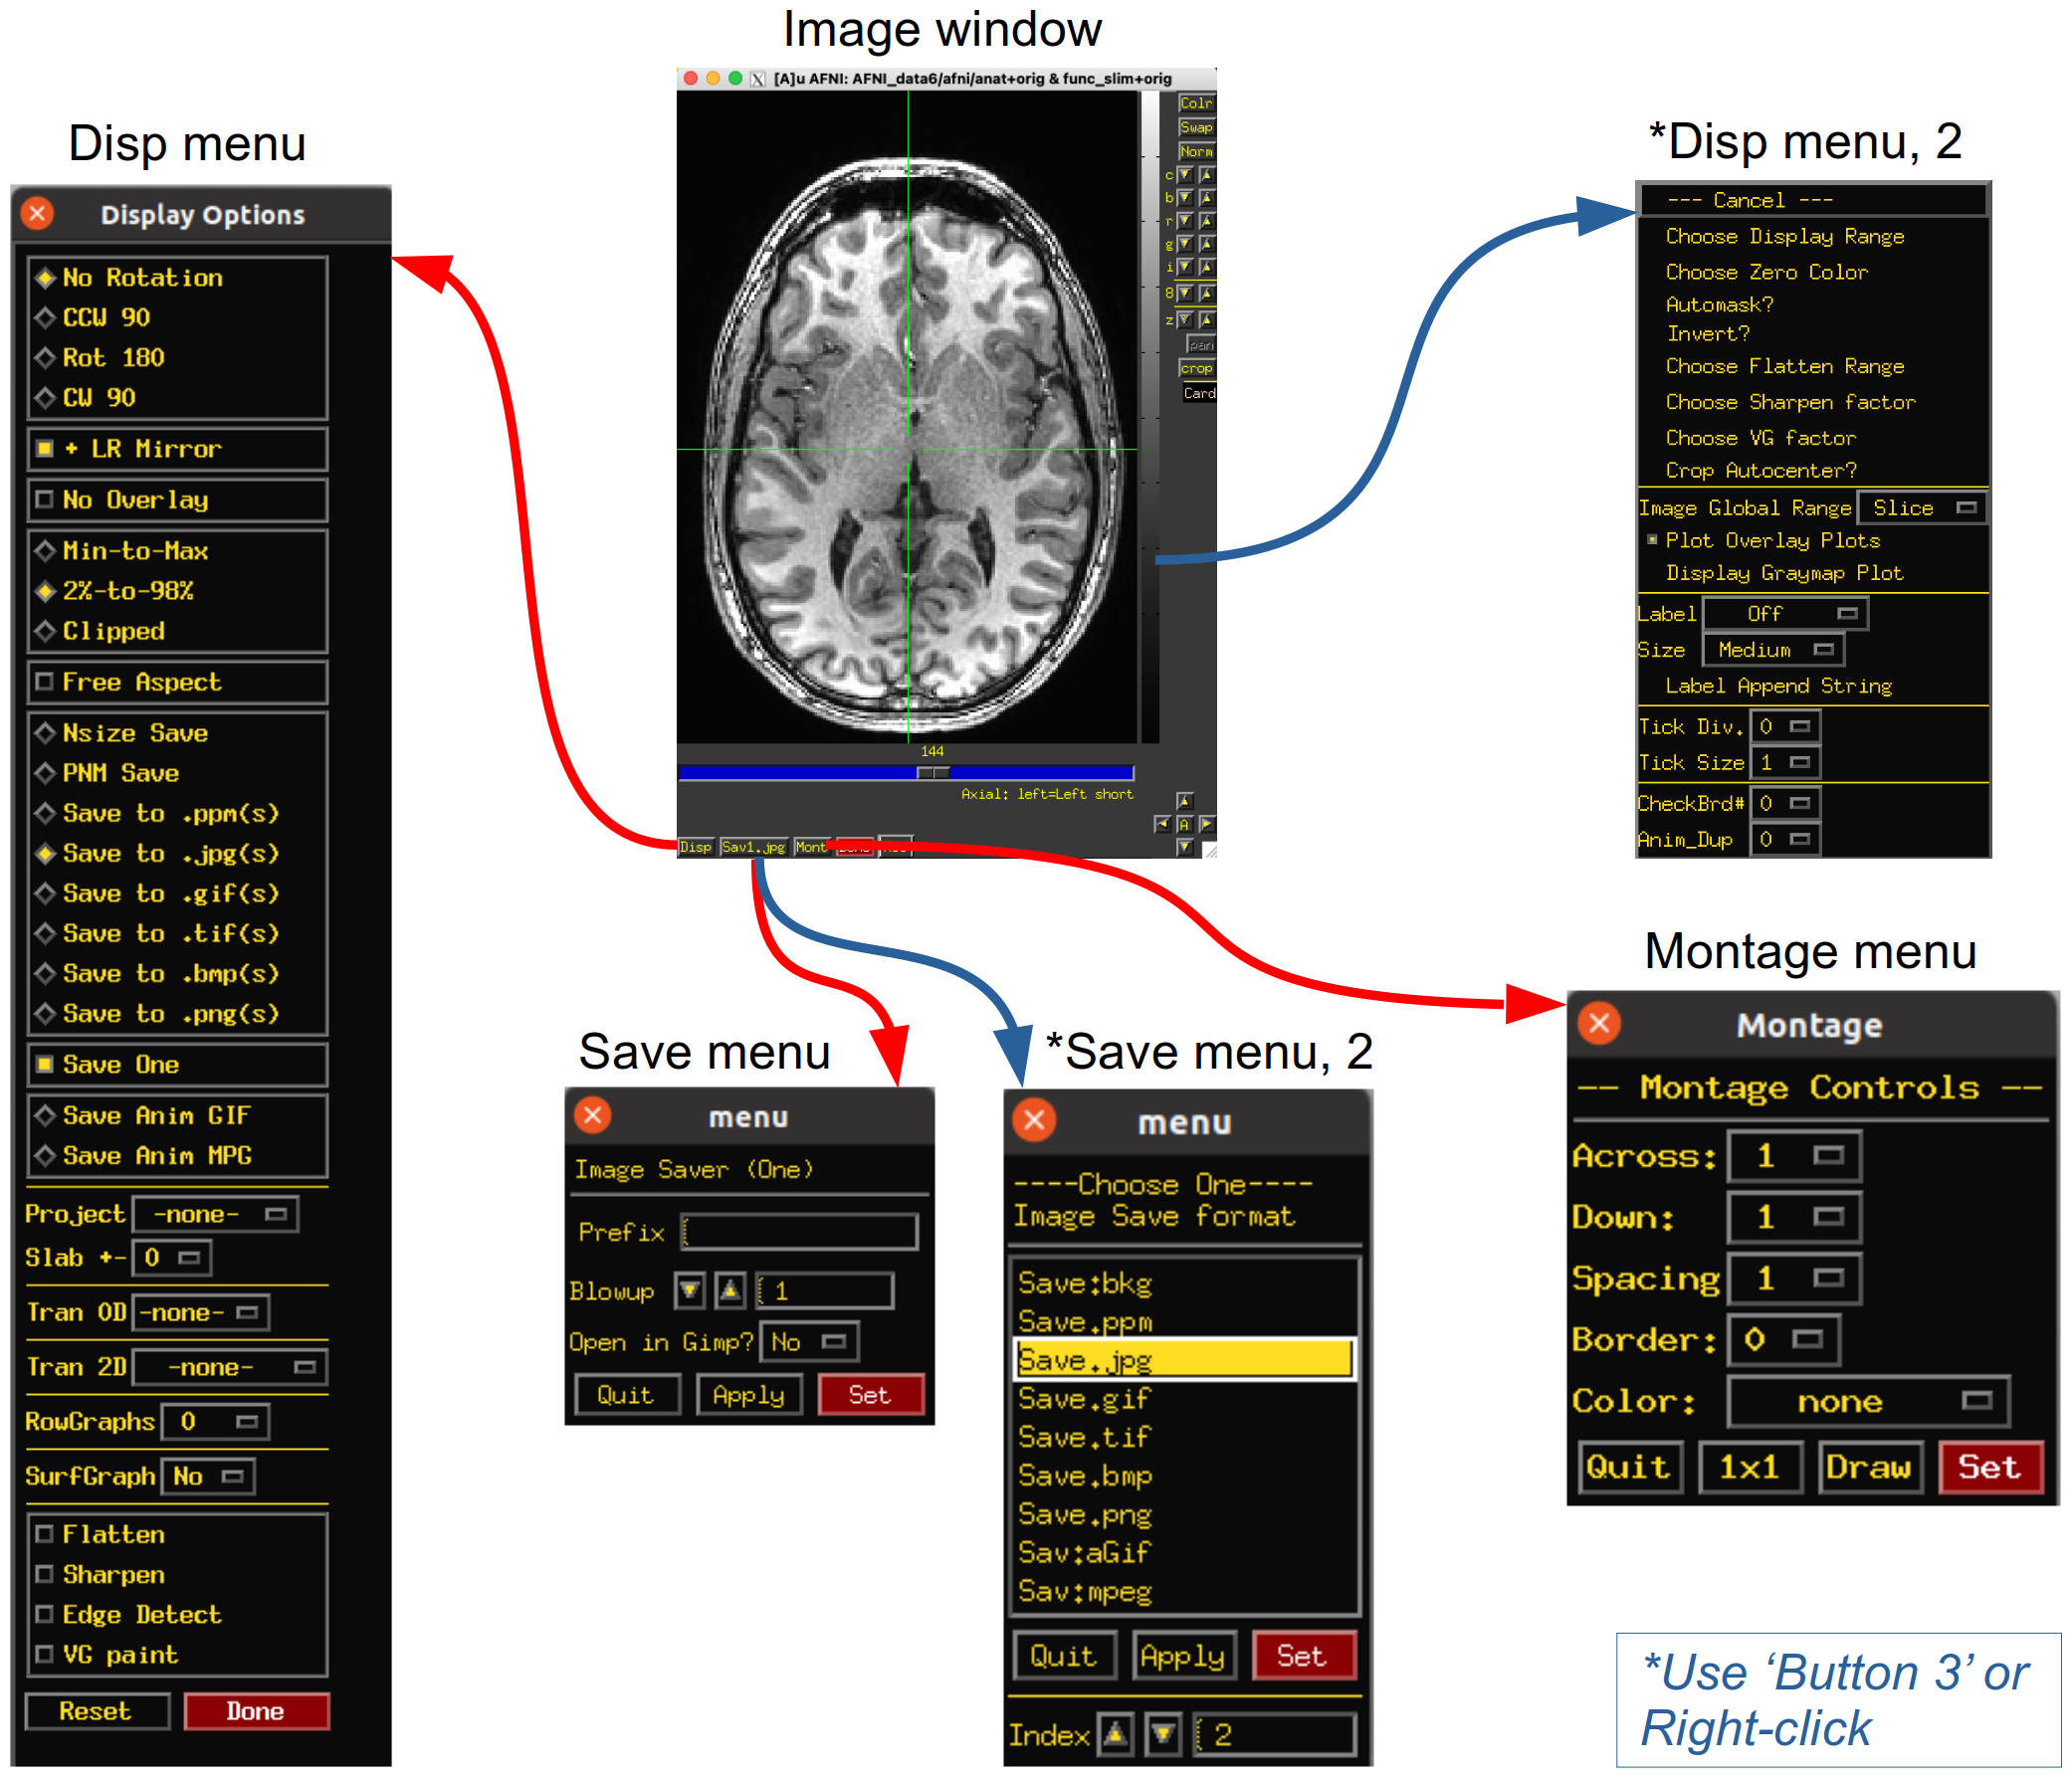 Image window
[A]u AFNI: AFNI_data6/afni/anat+orig & func_slim+orig
Colr
Swap
Norm
c
b
r
g
i
8
z
pan
crop
Card
144
Axial: left=Left short
A
Disp Sav1.jpg Mont
Disp menu
Display Options
No Rotation
CCW 90
Rot 180
CW 90
+ LR Mirror
No Overlay
Min-to-Max
2%-to-98%
Clipped
Free Aspect
Nsize Save
PNM Save
Save to .ppm(s)
Save to .jpg(s)
Save to .gif(s)
Save to .tif(s)
Save to .bmp(s)
Save to .png(s)
Save One
Save Anim GIF
Save Anim MPG
Project -none-
Slab +- 0
Tran 0D -none-
Tran 2D -none-
RowGraphs 0
SurfGraph No
Flatten
Sharpen
Edge Detect
VG paint
Reset Done
*Disp menu, 2
--- Cancel ---
Choose Display Range
Choose Zero Color
Automask?
Invert?
Choose Flatten Range
Choose Sharpen factor
Choose VG factor
Crop Autocenter?
Image Global Range Slice
Plot Overlay Plots
Display Graymap Plot
Label Off
Size Medium
Label Append String
Tick Div. 0
Tick Size 1
CheckBrd# 0
Anim_Dup 0
Save menu
menu
Image Saver (One)
Prefix
Blowup 1
Open in Gimp? No
Quit Apply Set
*Save menu, 2
menu
----Choose One----
Image Save format
Save:bkg
Save.ppm
Save.jpg
Save.gif
Save.tif
Save.bmp
Save.png
Sav:aGif
Sav:mpeg
Quit Apply Set
Index 2
Montage menu
Montage
-- Montage Controls --
Across: 1
Down: 1
Spacing 1
Border: 0
Color: none
Quit 1x1 Draw Set
*Use ‘Button 3’ or
Right-click